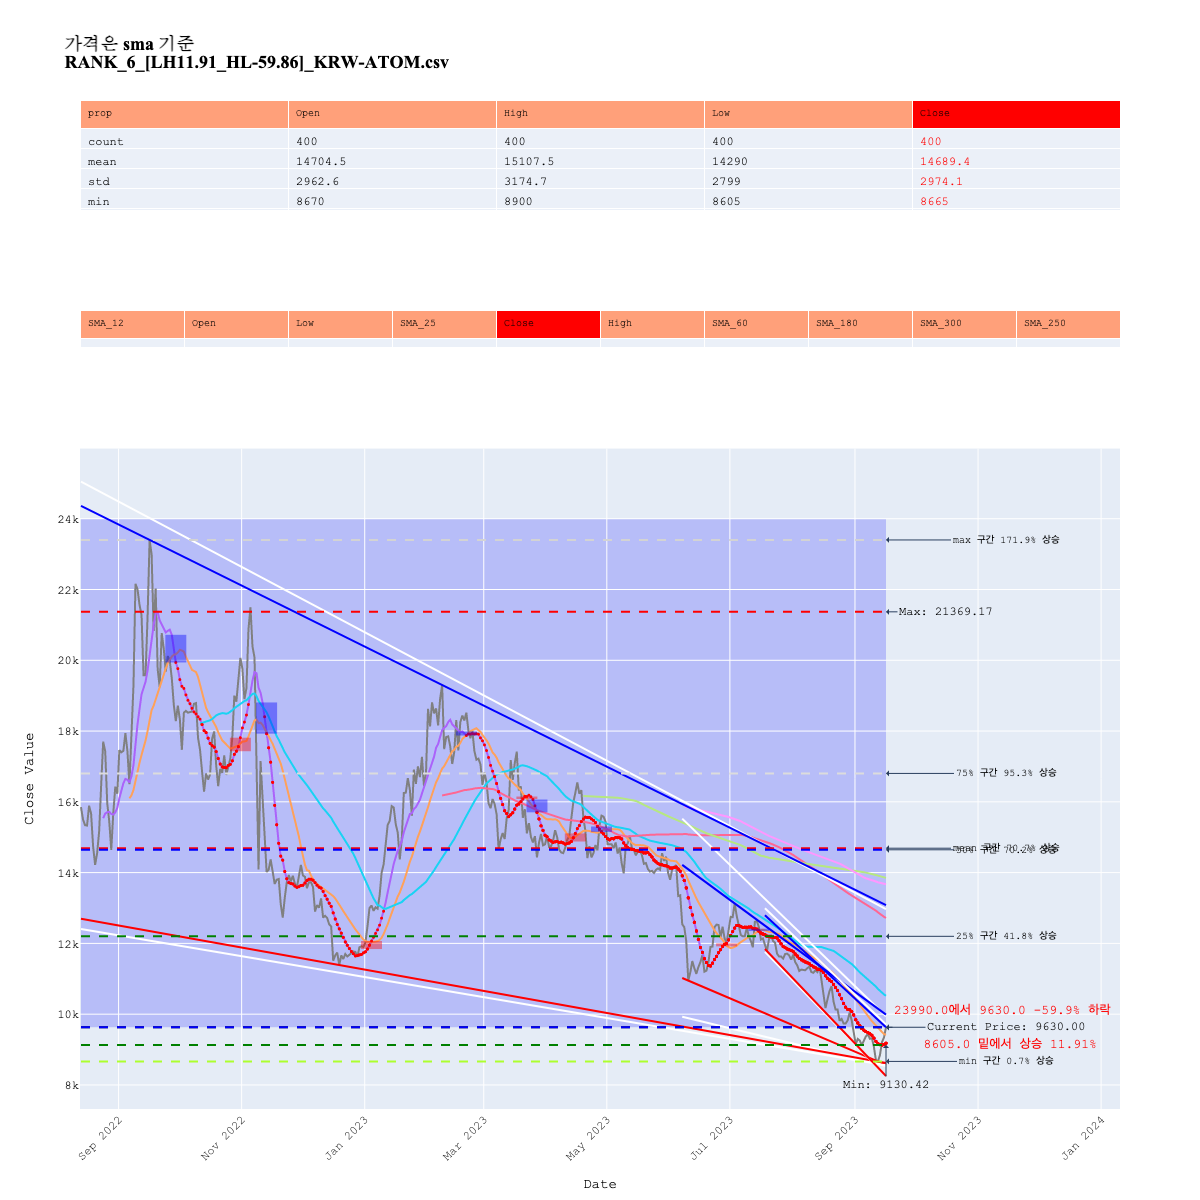 가격은 sma 기준
RANK_6_[LH11.91_HL-59.86]_KRW-ATOM.csv
prop Open High Low Close
count 400 400 400 400
mean 14704.5 15107.5 14290 14689.4
std 2962.6 3174.7 2799 2974.1
min 8670 8900 8605 8665
SMA_12 Open Low SMA_25 Close High SMA_60 SMA_180 SMA_300 SMA_250
24k
max 구간 171.9% 상승
22k
Max: 21369.17
20k
18k
Close Value
75% 구간 95.3% 상승
16k
14k
12k
25% 구간 41.8% 상승
10k
23990.0에서 9630.0 -59.9% 하락
Current Price: 9630.00
8605.0 밑에서 상승 11.91%
min 구간 0.7% 상승
8k
Min: 9130.42
Sep 2022 Nov 2022 Jan 2023 Mar 2023 May 2023 Jul 2023 Sep 2023 Nov 2023 Jan 2024
Date